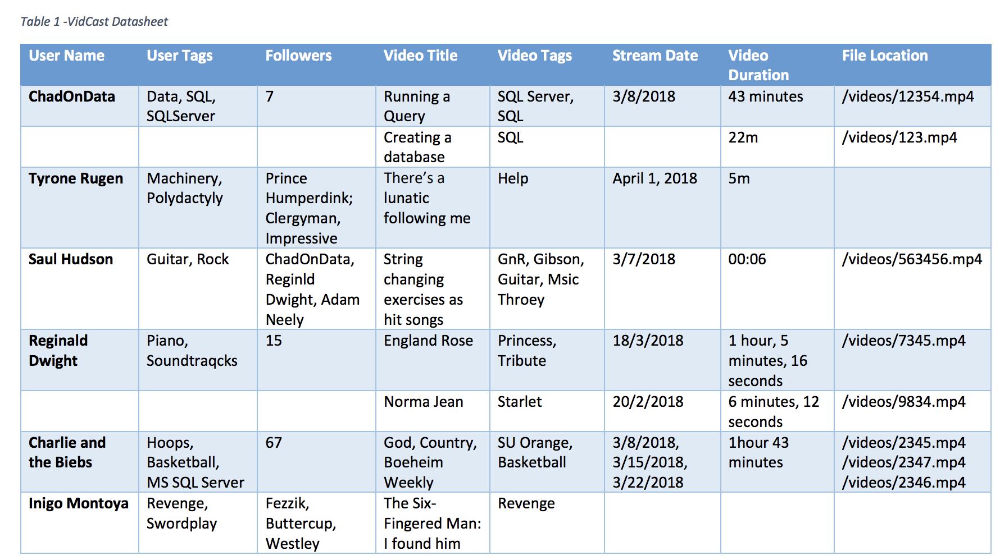 Table 1 -VidCast Datasheet
User Name User Tags Followers Video Title Video Tags Stream Date Video Duration File Location
ChadOnData Data, SQL, SQLServer 7 Running a Query SQL Server, SQL 3/8/2018 43 minutes /videos/12354.mp4
Creating a database SQL 22m /videos/123.mp4
Tyrone Rugen Machinery, Polydactyly Prince Humperdink; Clergyman, Impressive There’s a lunatic following me Help April 1, 2018 5m
Saul Hudson Guitar, Rock ChadOnData, Reginld Dwight, Adam Neely String changing exercises as hit songs GnR, Gibson, Guitar, Msic Throey 3/7/2018 00:06 /videos/563456.mp4
Reginald Dwight Piano, Soundtraqcks 15 England Rose Princess, Tribute 18/3/2018 1 hour, 5 minutes, 16 seconds /videos/7345.mp4
Norma Jean Starlet 20/2/2018 6 minutes, 12 seconds /videos/9834.mp4
Charlie and the Biebs Hoops, Basketball, MS SQL Server 67 God, Country, Boeheim Weekly SU Orange, Basketball 3/8/2018, 3/15/2018, 3/22/2018 1hour 43 minutes /videos/2345.mp4 /videos/2347.mp4 /videos/2346.mp4
Inigo Montoya Revenge, Swordplay Fezzik, Buttercup, Westley The Six-Fingered Man: I found him Revenge